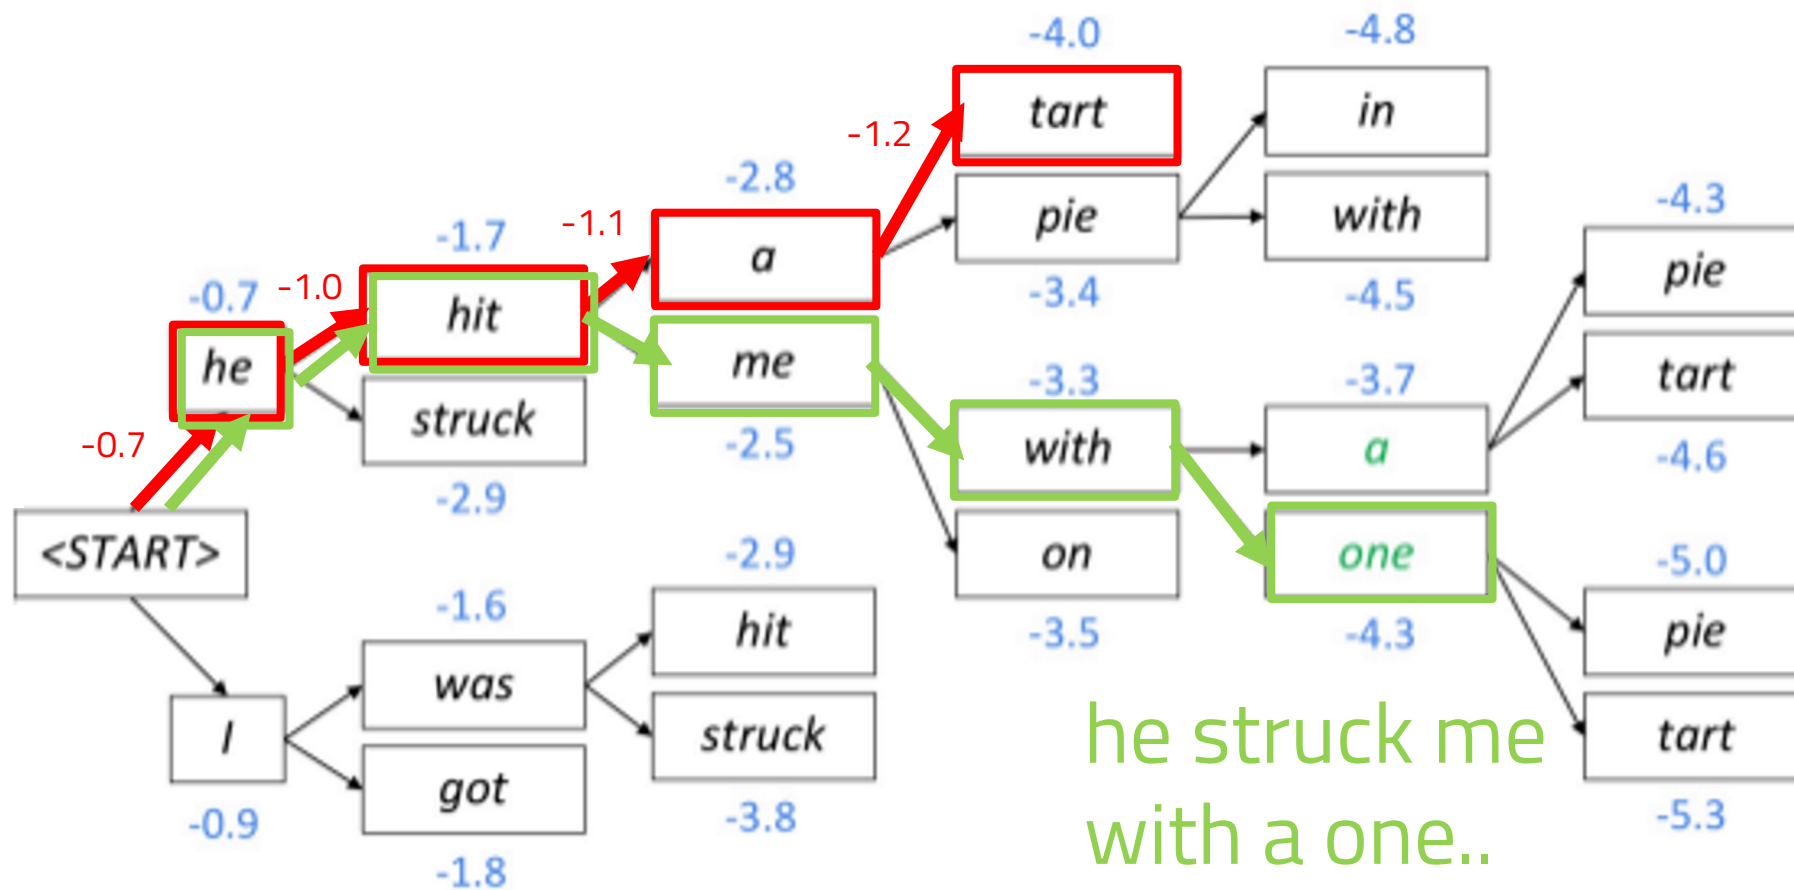 -4.0
-4.8
tart
in
-1.2
-2.8
pie
with
-4.3
-1.7
-1.1
a
-3.4
-4.5
pie
-0.7
-1.0
hit
he
me
-3.3
-3.7
tart
struck
-2.5
with
a
-4.6
-0.7
-2.9
<START>
-2.9
on
one
-5.0
-1.6
hit
-3.5
-4.3
pie
was
I
struck
he struck me
tart
got
-0.9
-3.8
with a one..
-5.3
-1.8